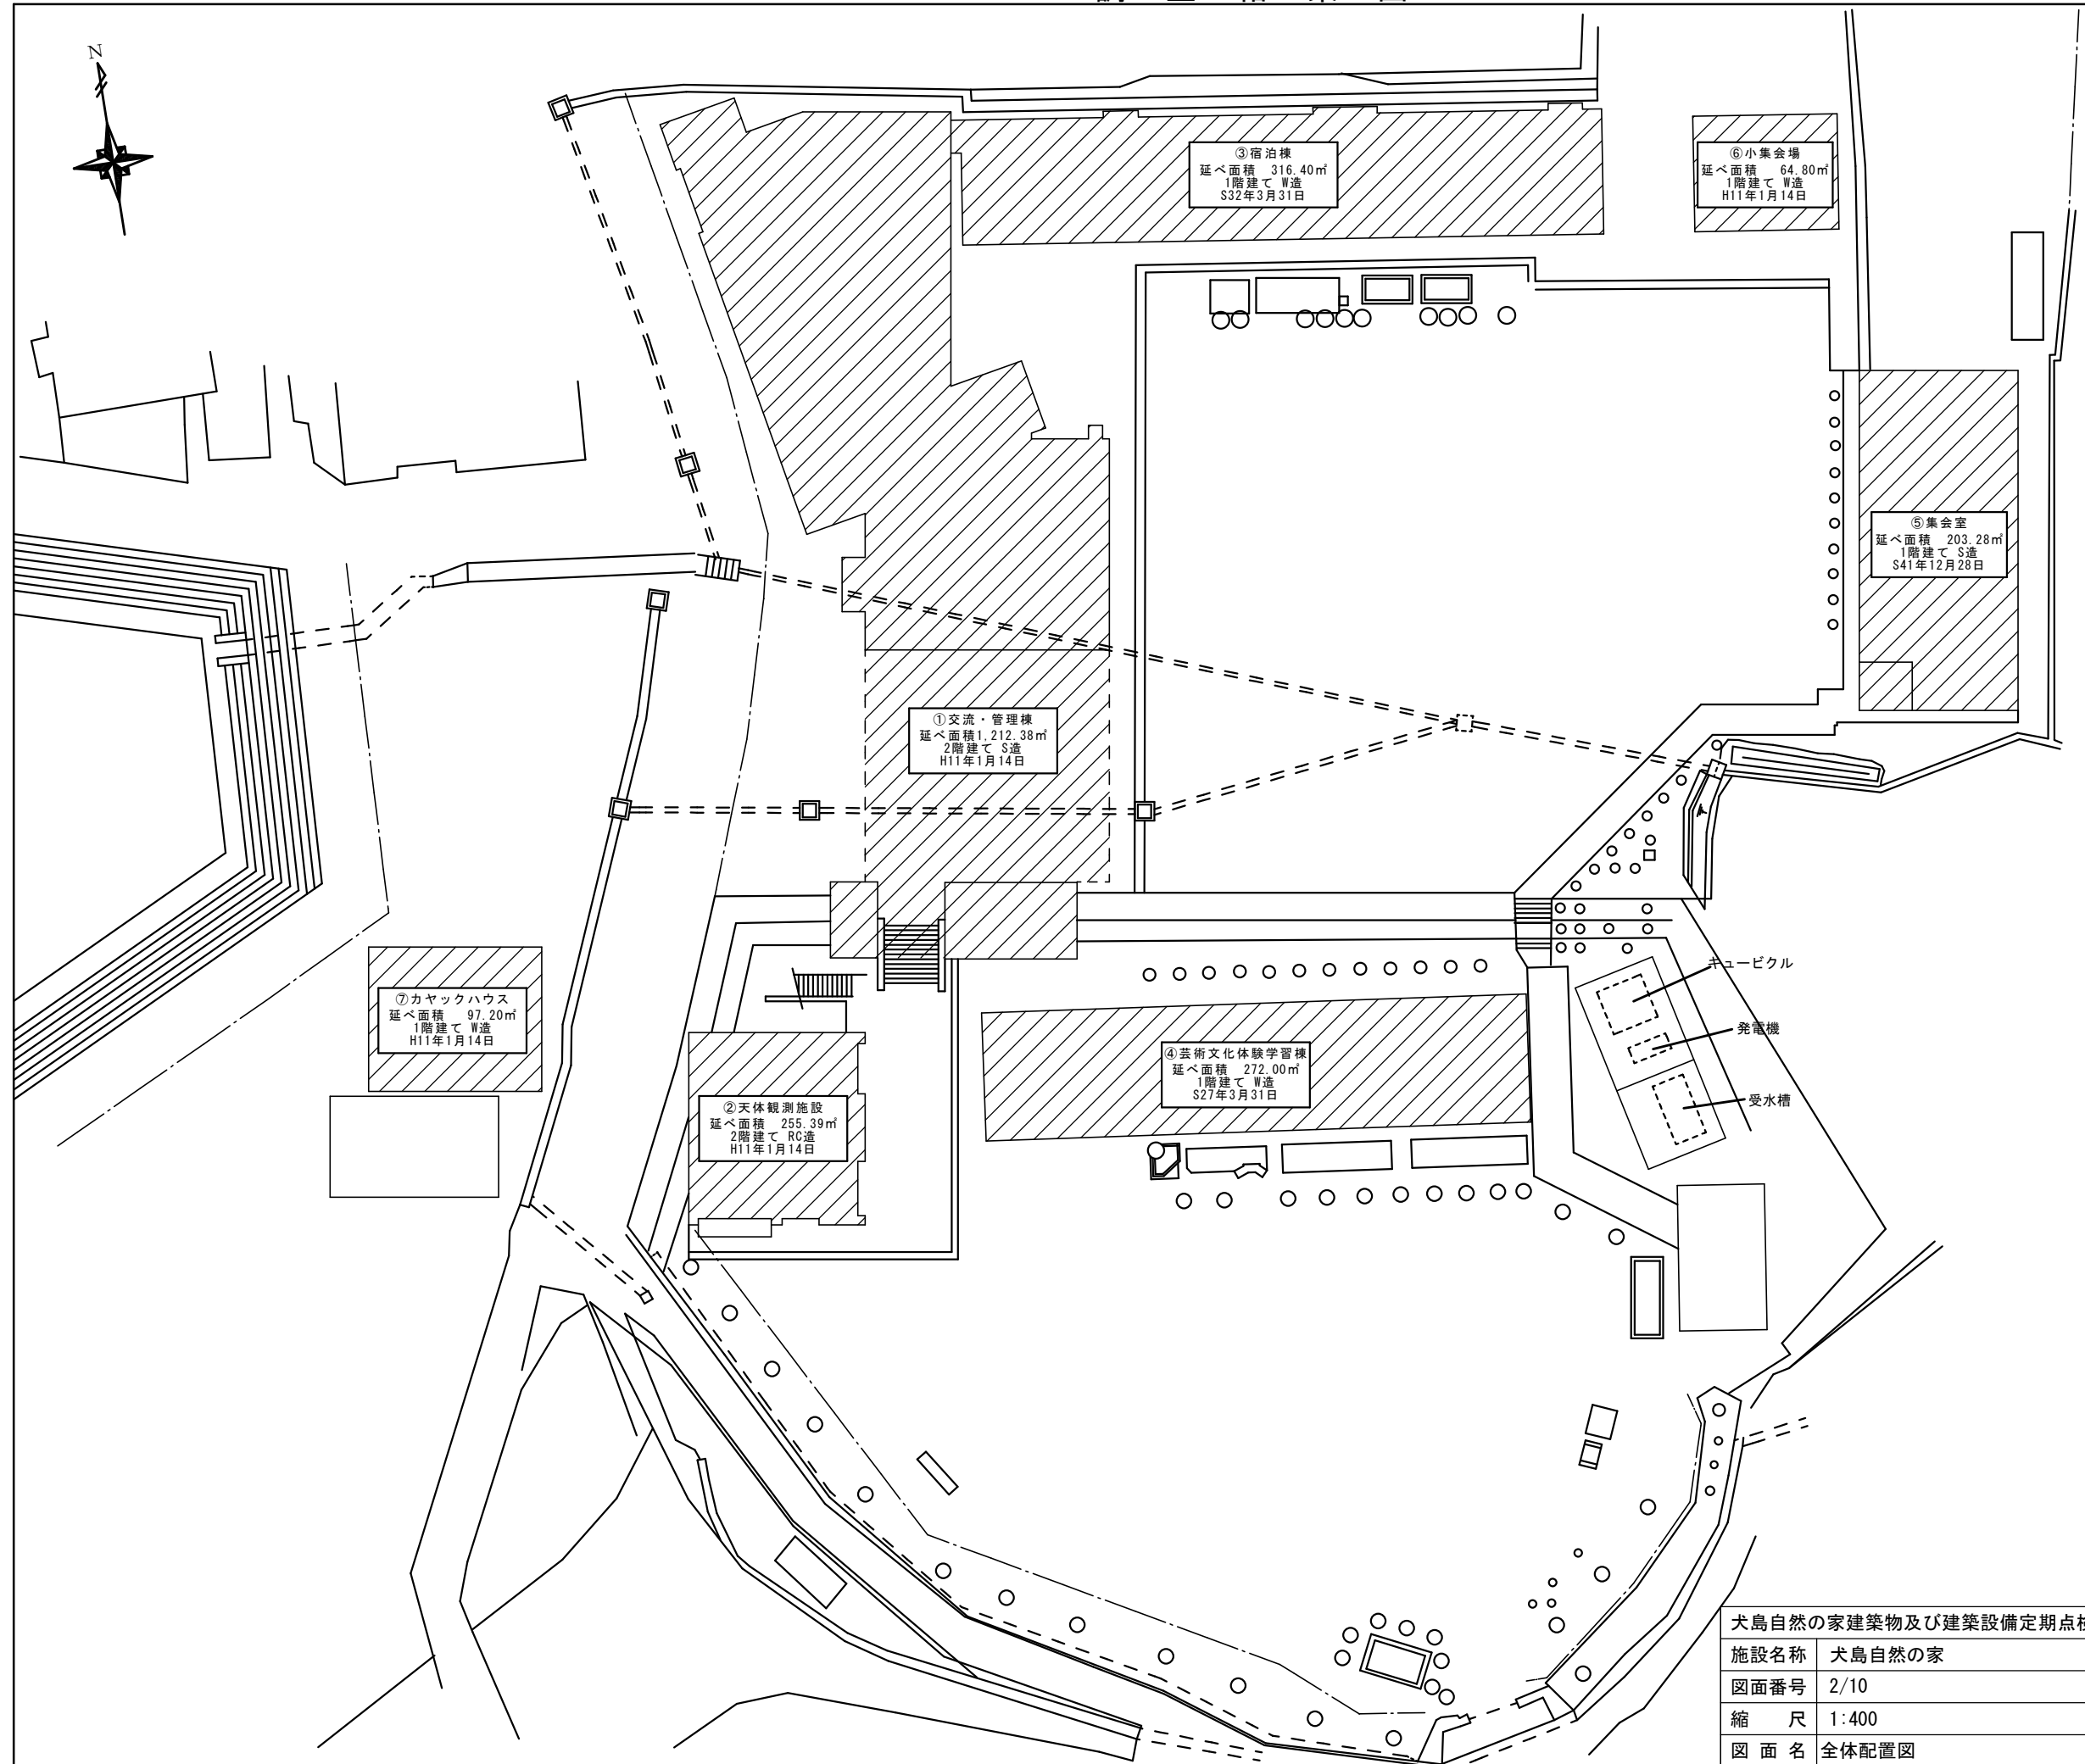 N
③宿泊棟
延べ面積 316.40㎡
1階建て W造
S32年3月31日
⑥小集会場
延べ面積 64.80㎡
1階建て W造
H11年1月14日
⑤集会室
延べ面積 203.28㎡
1階建て S造
S41年12月28日
①交流・管理棟
延べ面積1,212.38㎡
2階建て S造
H11年1月14日
キュービクル
発電機
受水槽
⑦カヤックハウス
延べ面積 97.20㎡
1階建て W造
H11年1月14日
④芸術文化体験学習棟
延べ面積 272.00㎡
1階建て W造
S27年3月31日
②天体観測施設
延べ面積 255.39㎡
2階建て RC造
H11年1月14日
犬島自然の家建築物及び建築設備定期点検
施設名称 犬島自然の家
図面番号 2/10
縮 尺 1:400
図 面 名 全体配置図